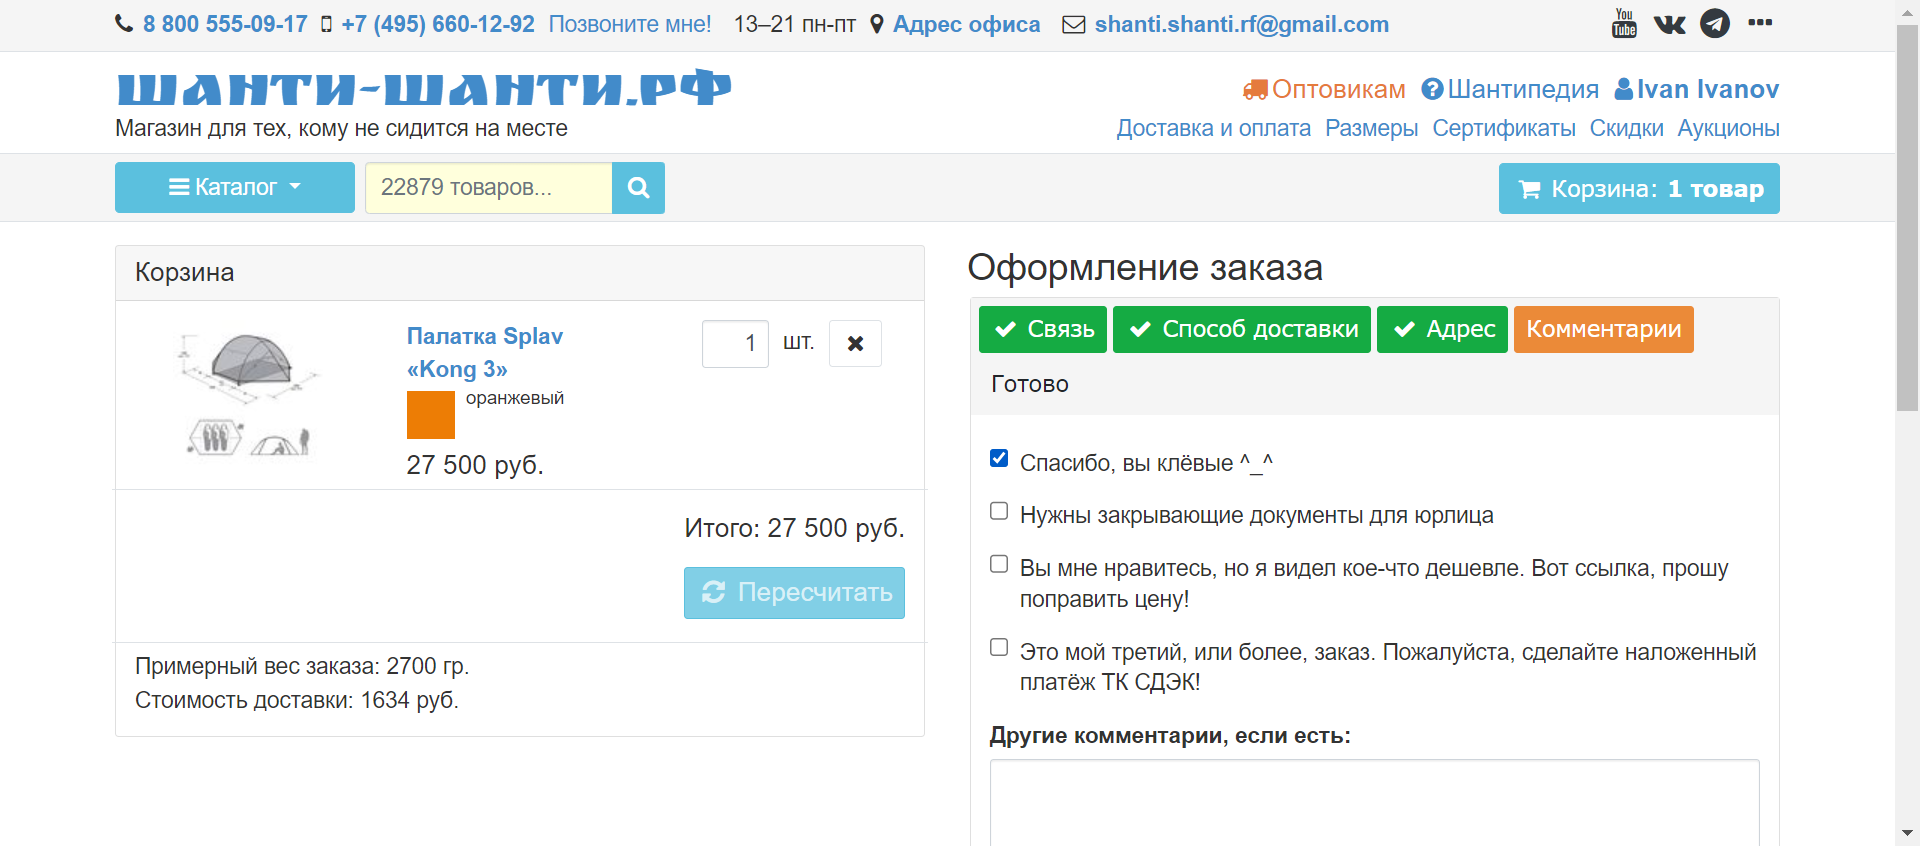 8 800 555-09-17 +7 (495) 660-12-92 Позвоните мне! 13–21 пн-пт Адрес офиса shanti.shanti.rf@gmail.com You Tube
ШАНТИ-ШАНТИ.РФ
Магазин для тех, кому не сидится на месте
Оптовикам Шантипедия Ivan Ivanov
Доставка и оплата Размеры Сертификаты Скидки Аукционы
Каталог 22879 товаров... Корзина: 1 товар
Корзина
Палатка Splav
«Kong 3»
оранжевый
27 500 руб.
1 шт.
Итого: 27 500 руб.
Пересчитать
Примерный вес заказа: 2700 гр.
Стоимость доставки: 1634 руб.
Оформление заказа
Связь Способ доставки Адрес Комментарии
Готово
Спасибо, вы клёвые ^_^
Нужны закрывающие документы для юрлица
Вы мне нравитесь, но я видел кое-что дешевле. Вот ссылка, прошу
поправить цену!
Это мой третий, или более, заказ. Пожалуйста, сделайте наложенный
платёж ТК СДЭК!
Другие комментарии, если есть: